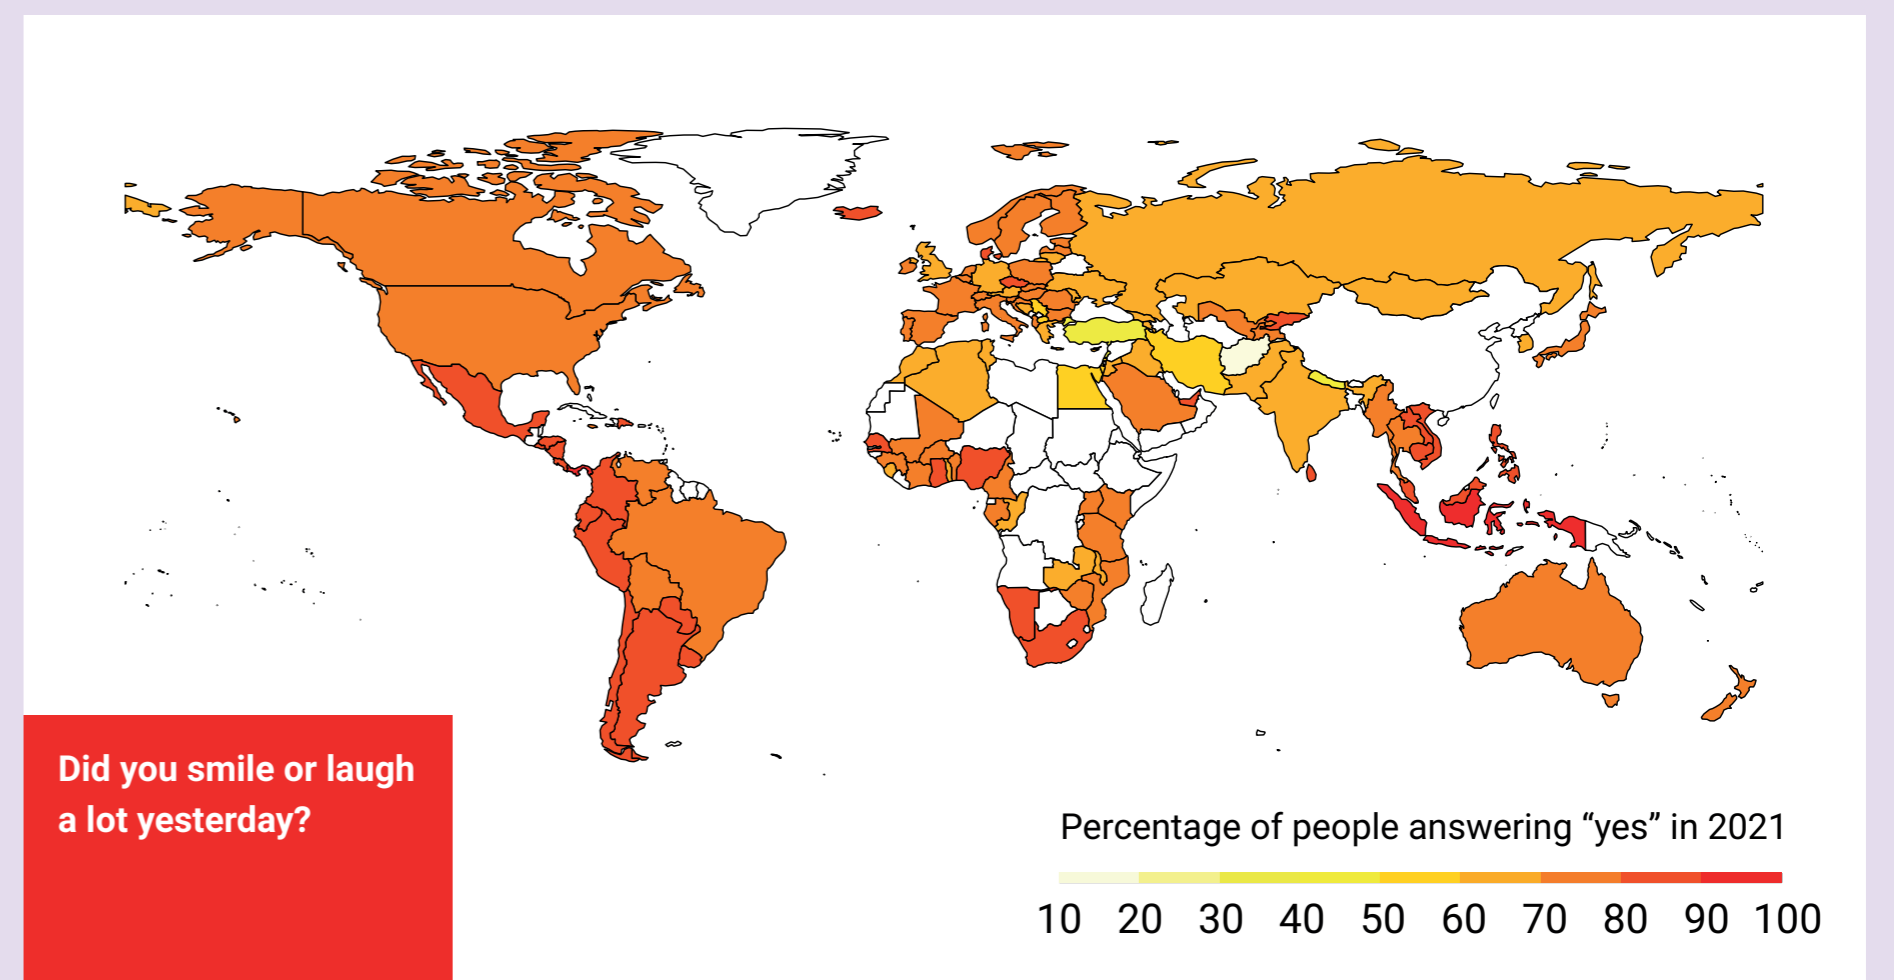 Did you smile or laugh
a lot yesterday?
Percentage of people answering “yes” in 2021
10 20 30 40 50 60 70 80 90 100